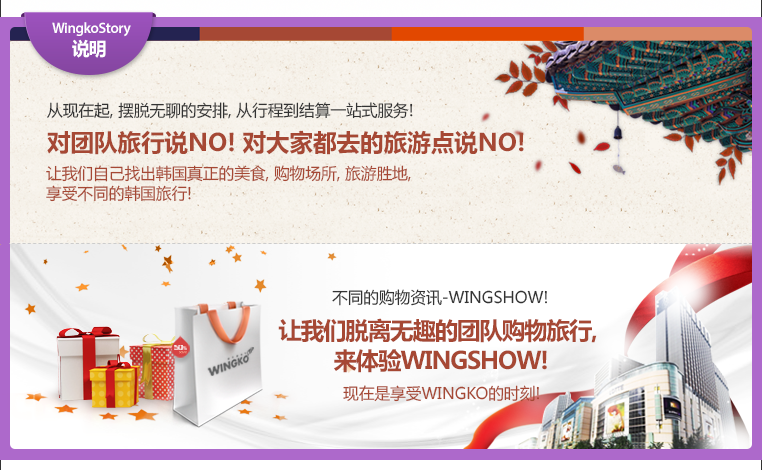 WingkoStory
说明
从现在起, 摆脱无聊的安排, 从行程到结算一站式服务!
对团队旅行说NO! 对大家都去的旅游点说NO!
让我们自己找出韩国真正的美食, 购物场所, 旅游胜地,
享受不同的韩国旅行!
不同的购物资讯-WINGSHOW!
让我们脱离无趣的团队购物旅行,
来体验WINGSHOW!
现在是享受WINGKO的时刻!
50%
WINGKO